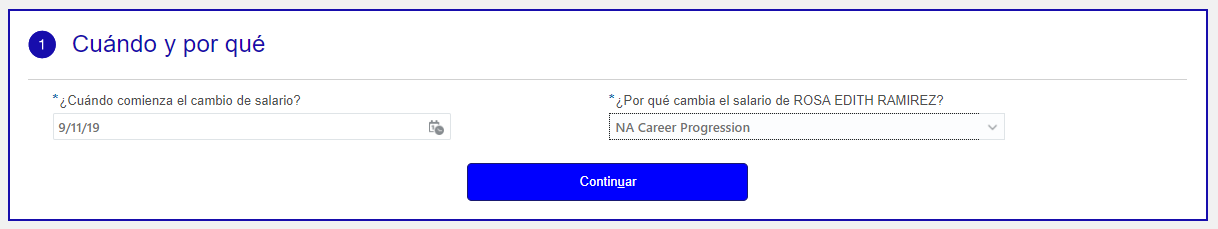 1 Cuándo y por qué
*¿Cuándo comienza el cambio de salario?
9/11/19
*¿Por qué cambia el salario de ROSA EDITH RAMIREZ?
NA Career Progression
Continuar